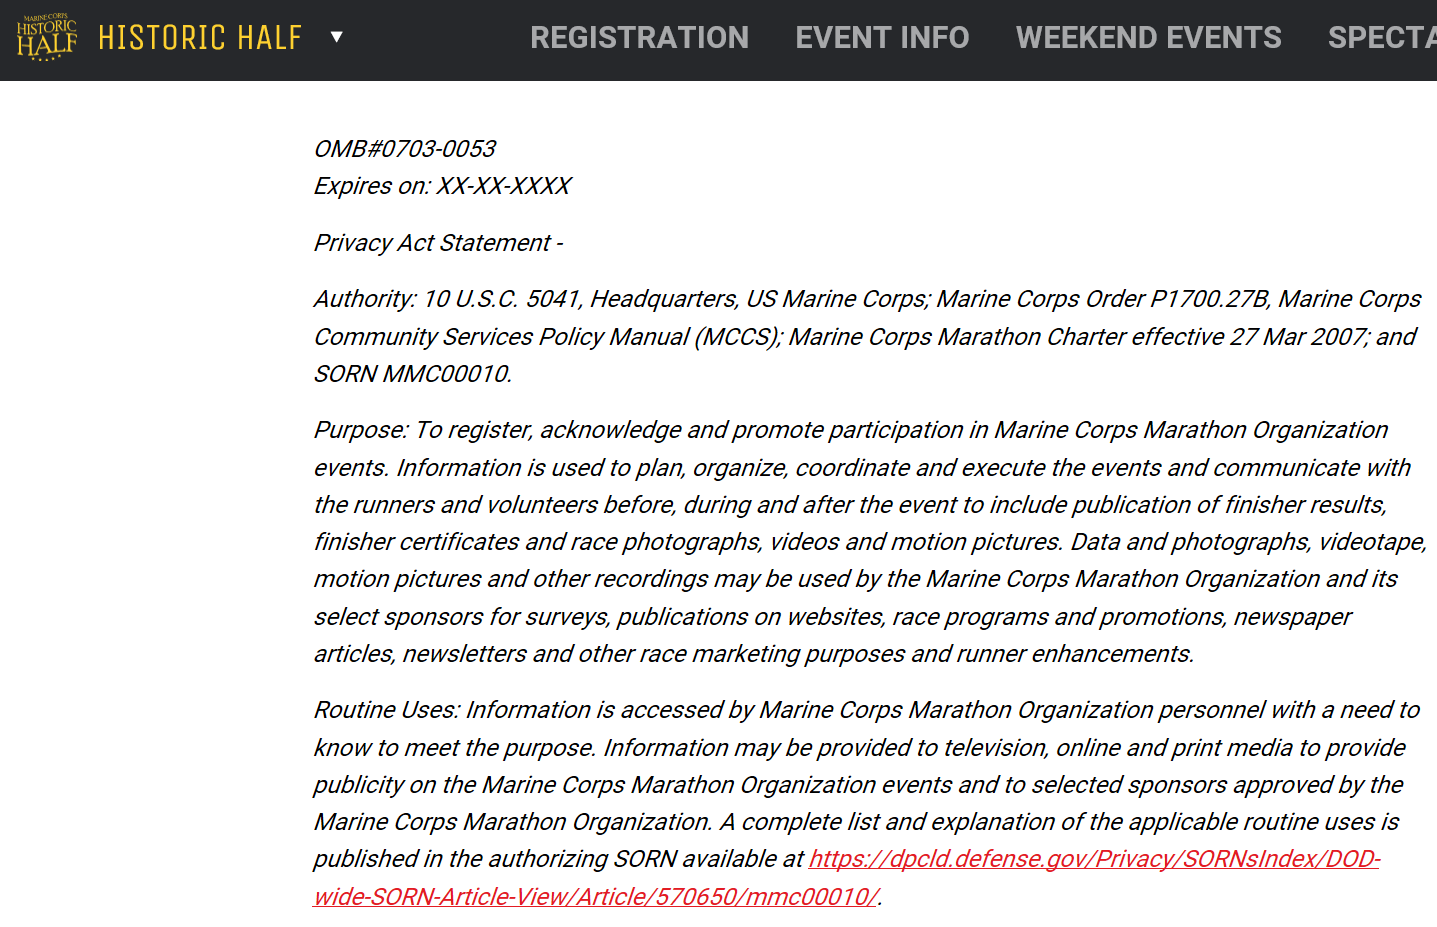 MARINE CORPS
HISTORIC
HALF
HISTORIC HALF
REGISTRATION
EVENT INFO
WEEKEND EVENTS
SPECTA
OMB#0703-0053
Expires on: XX-XX-XXXX
Privacy Act Statement -
Authority: 10 U.S.C. 5041, Headquarters, US Marine Corps; Marine Corps Order P1700.27B, Marine Corps
Community Services Policy Manual (MCCS); Marine Corps Marathon Charter effective 27 Mar 2007; and
SORN MMC00010.
Purpose: To register, acknowledge and promote participation in Marine Corps Marathon Organization
events. Information is used to plan, organize, coordinate and execute the events and communicate with
the runners and volunteers before, during and after the event to include publication of finisher results,
finisher certificates and race photographs, videos and motion pictures. Data and photographs, videotape,
motion pictures and other recordings may be used by the Marine Corps Marathon Organization and its
select sponsors for surveys, publications on websites, race programs and promotions, newspaper
articles, newsletters and other race marketing purposes and runner enhancements.
Routine Uses: Information is accessed by Marine Corps Marathon Organization personnel with a need to
know to meet the purpose. Information may be provided to television, online and print media to provide
publicity on the Marine Corps Marathon Organization events and to selected sponsors approved by the
Marine Corps Marathon Organization. A complete list and explanation of the applicable routine uses is
published in the authorizing SORN available at https://dpcld.defense.gov/Privacy/SORNsIndex/DOD-
wide-SORN-Article-View/Article/570650/mmc00010/.